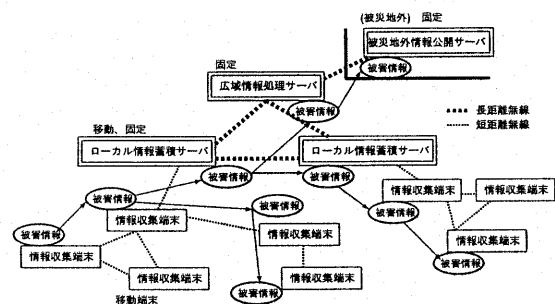 (被災地外) 固定
被災地外情報公開サーバ
被害情報
固定
広域情報処理サーバ
被害情報
長距離無線
短距離無線
移動、固定
ローカル情報蓄積サーバ
ローカル情報蓄積サーバ
被害情報
被害情報
情報収集端末
情報収集端末
被害情報
情報収集端末
被害情報
被害情報
被害情報
情報収集端末
情報収集端末
情報収集端末
被害情報
情報収集端末
情報収集端末
被害情報
移動端末